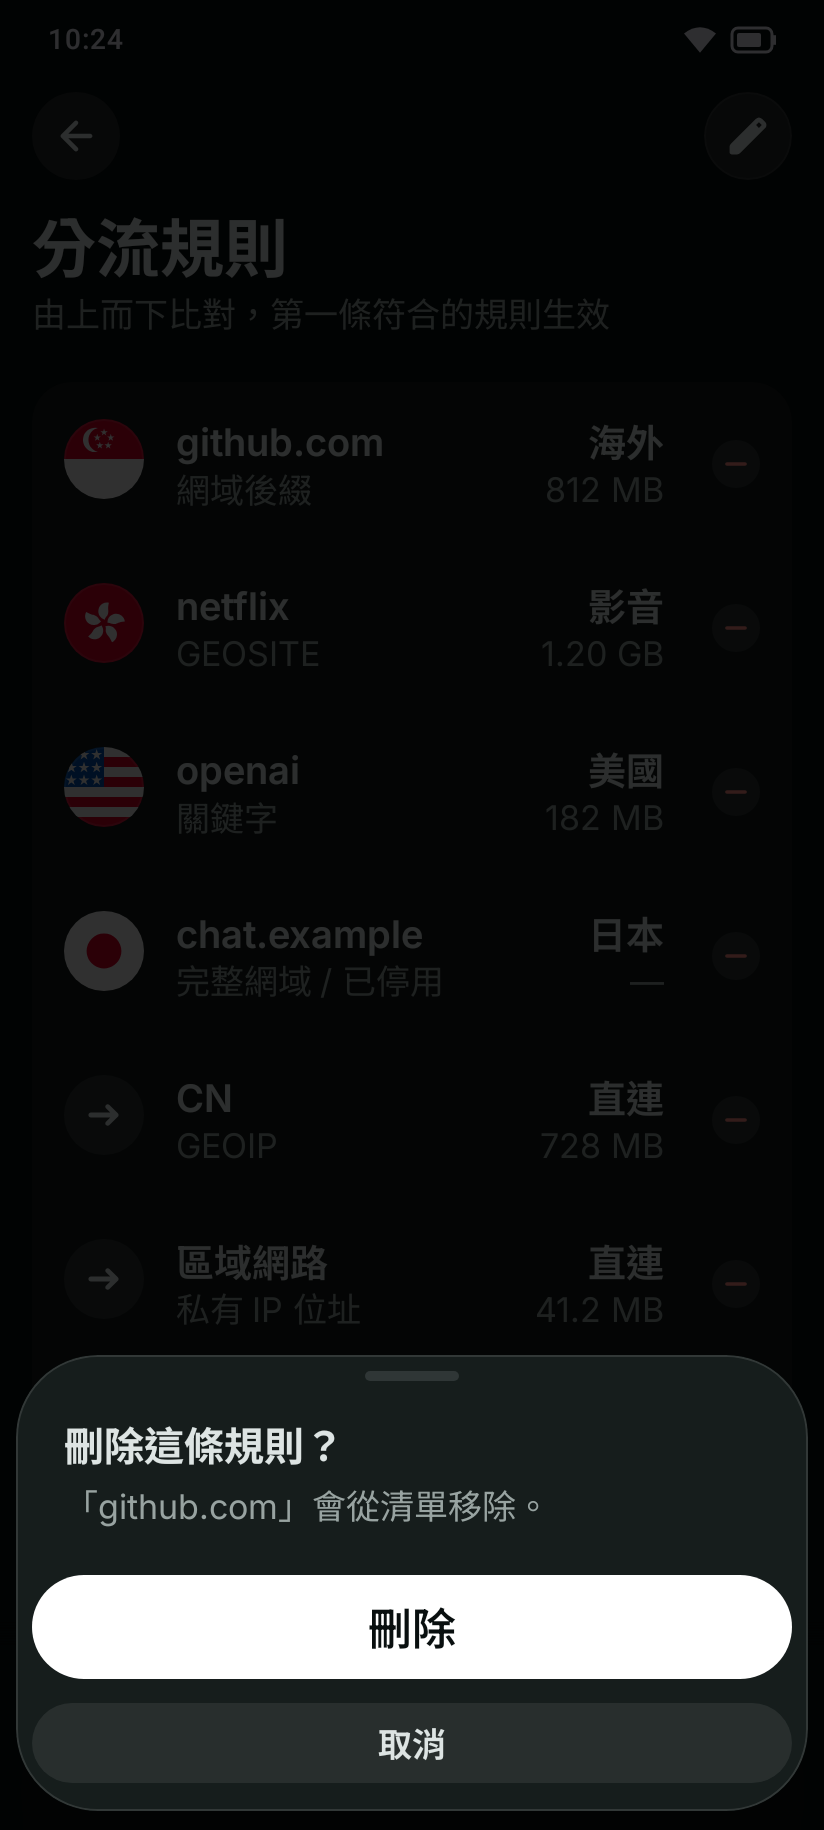 10:24
分流規則
由上而下比對，第一條符合的規則生效
github.com 海外
網域後綴 812 MB
netflix 影音
GEOSITE 1.20 GB
openai 美國
關鍵字 182 MB
chat.example 日本
完整網域 / 已停用 —
CN 直連
GEOIP 728 MB
區域網路 直連
私有 IP 位址 41.2 MB
刪除這條規則？
「github.com」會從清單移除。
刪除
取消